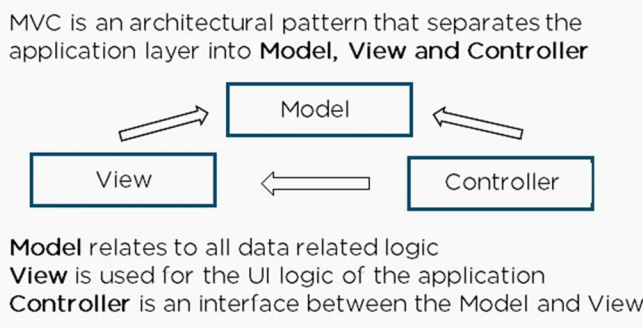 MVC is an architectural pattern that separates the
application layer into Model, View and Controller
Model
View
Controller
Model relates to all data related logic
View is used for the UI logic of the application
Controller is an interface between the Model and View